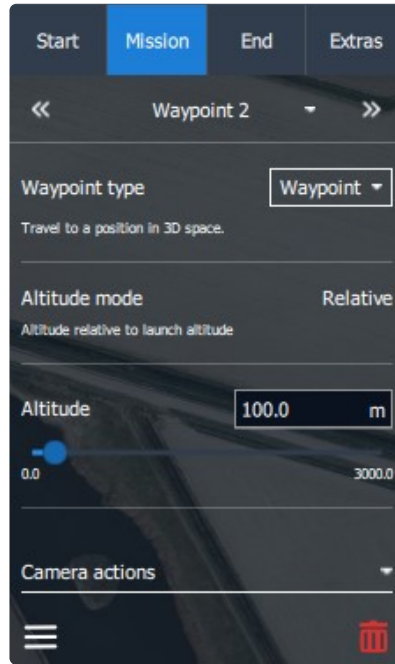 Start Mission End Extras
« Waypoint 2 »
Waypoint type Waypoint
Travel to a position in 3D space.
Altitude mode Relative
Altitude relative to launch altitude
Altitude 100.0 m
0.0 3000.0
Camera actions